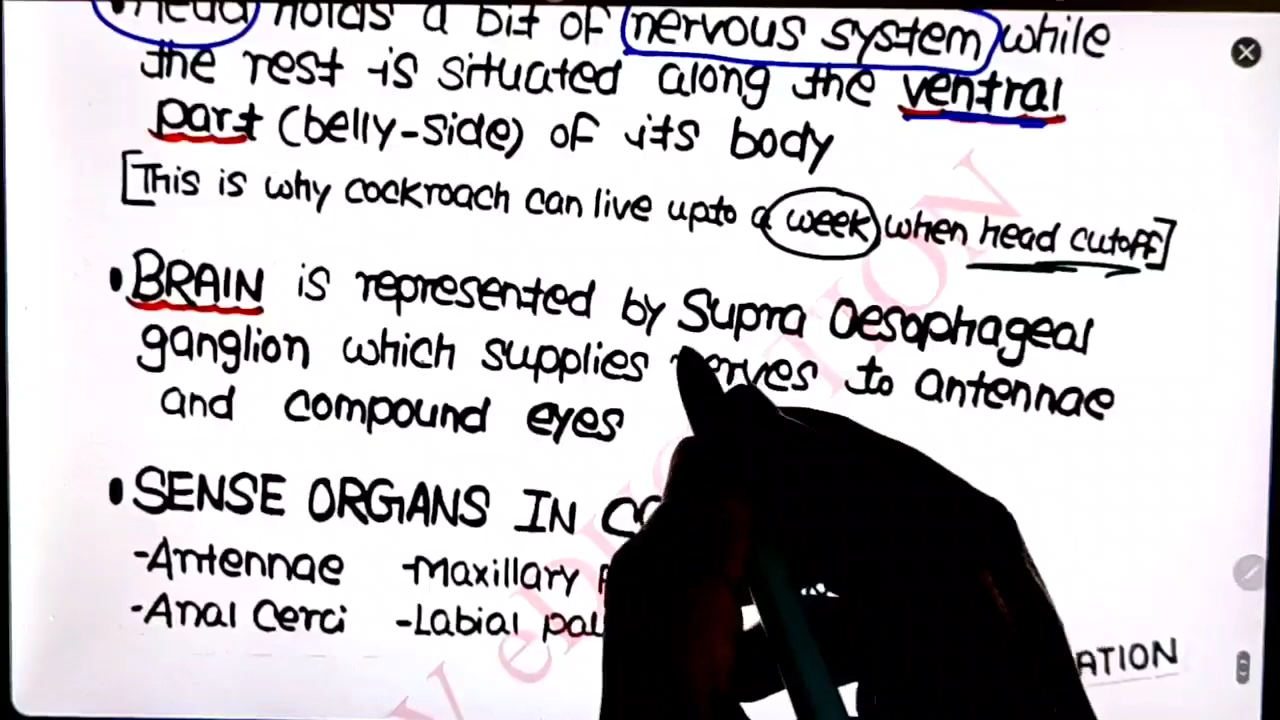 • Head holds a bit of nervous system while
the rest is situated along the ventral
part (belly-side) of its body
[This is why cockroach can live upto a week when head cutoff]
• BRAIN is represented by Supra Oesophageal
ganglion which supplies nerves to antennae
and compound eyes
• SENSE ORGANS IN
-Antennae -Maxillary
-Anal Cerci -Labial